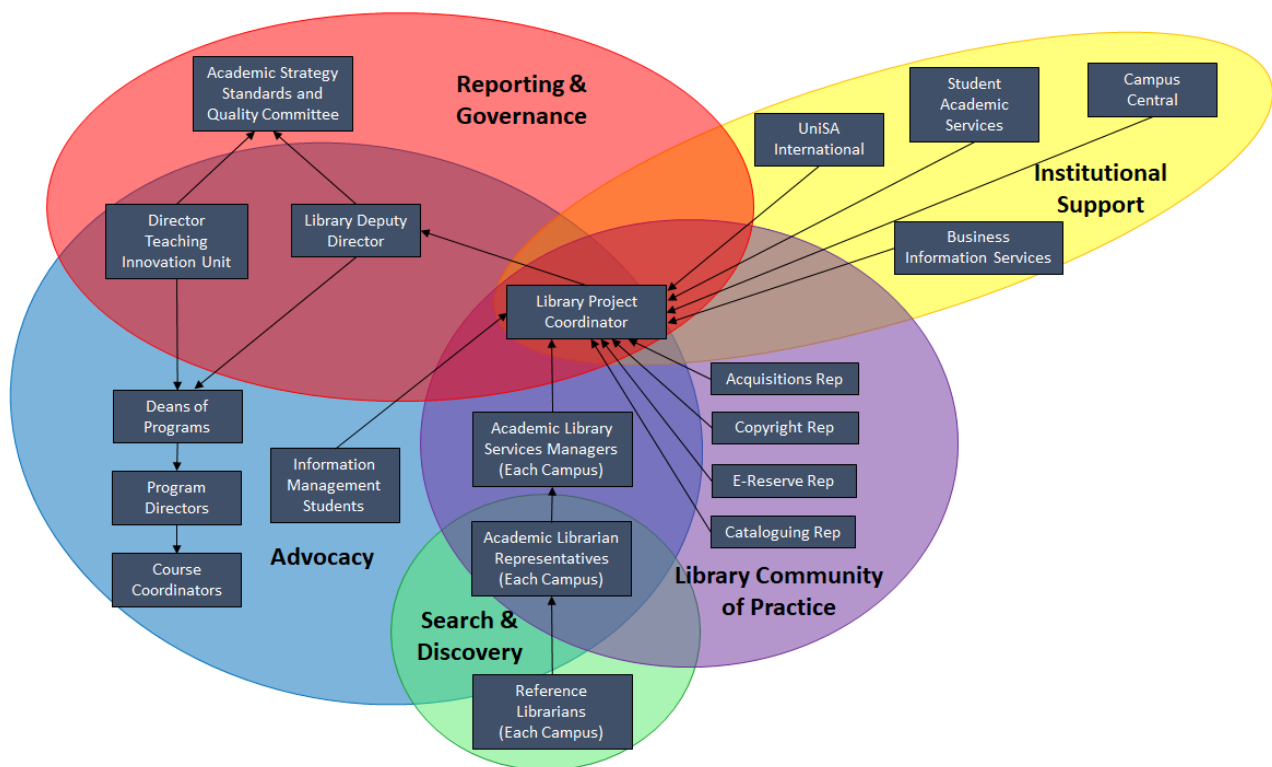 Academic Strategy
Standards and
Quality Committee
Reporting &
Governance
Student
Academic
Services
Campus
Central
UniSA
International
Institutional
Support
Director
Teaching
Innovation Unit
Library Deputy
Director
Business
Information Services
Library Project
Coordinator
Acquisitions Rep
Deans of
Programs
Academic Library
Services Managers
(Each Campus)
Copyright Rep
Information
Management
Students
E-Reserve Rep
Program
Directors
Cataloguing Rep
Academic Librarian
Representatives
(Each Campus)
Advocacy
Course
Coordinators
Library Community
of Practice
Search &
Discovery
Reference
Librarians
(Each Campus)